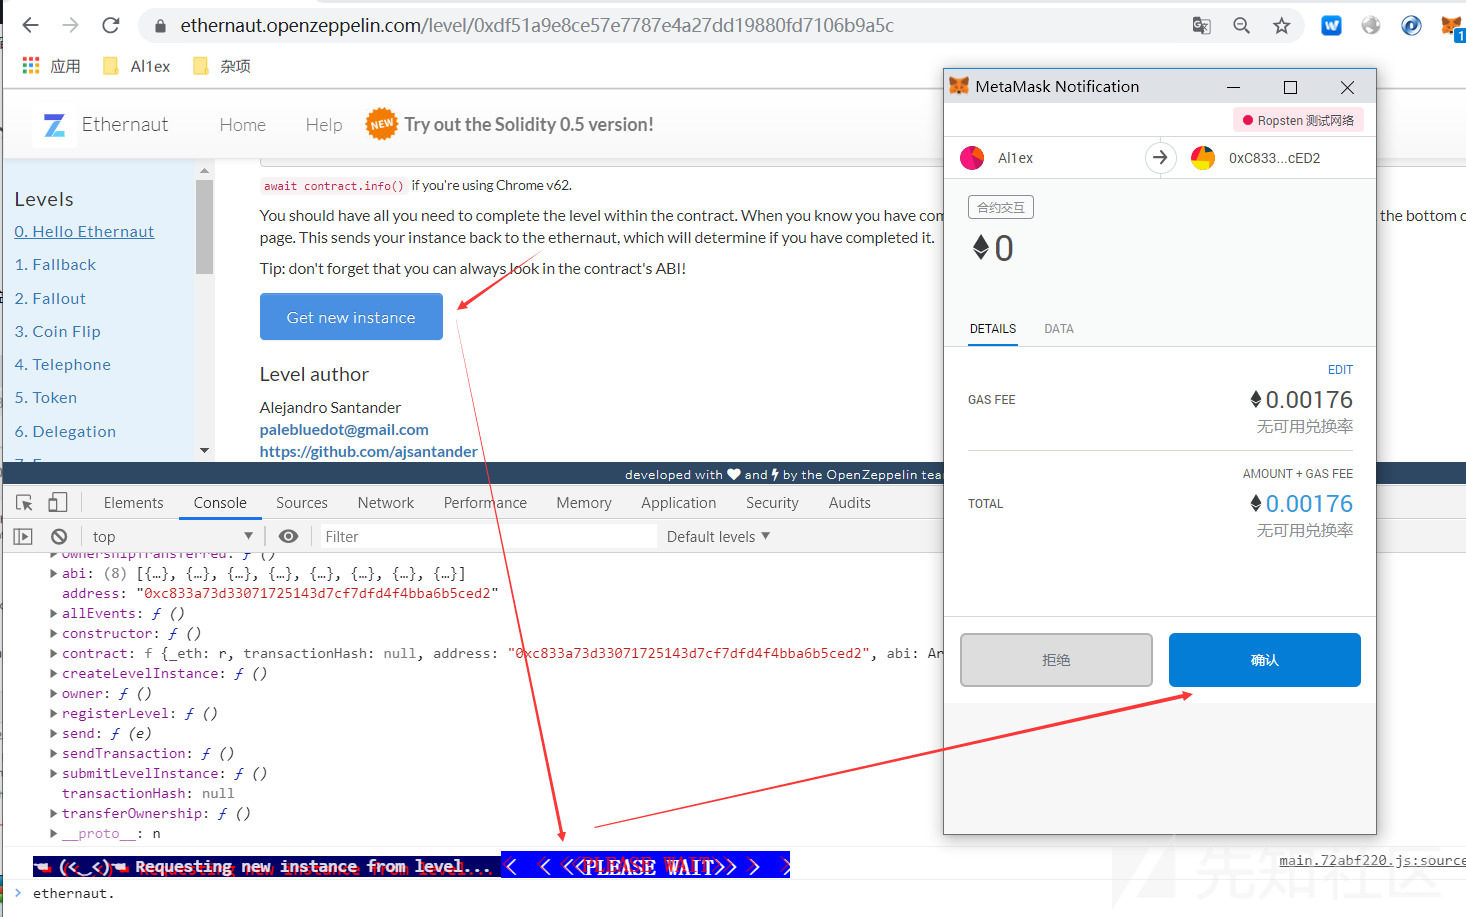 ethernaut.openzeppelin.com/level/0xdf51a9e8ce57e7787e4a27dd19880fd7106b9a5c
应用 Al1ex 杂项
Ethernaut Home Help NEW Try out the Solidity 0.5 version!
Levels
0. Hello Ethernaut
1. Fallback
2. Fallout
3. Coin Flip
4. Telephone
5. Token
6. Delegation
await contract.info() if you're using Chrome v62.
You should have all you need to complete the level within the contract. When you know you have com the bottom o
page. This sends your instance back to the ethernaut, which will determine if you have completed it.
Tip: don't forget that you can always look in the contract's ABI!
Get new instance
Level author
Alejandro Santander
palebluedot@gmail.com
https://github.com/ajsantander
developed with and by the OpenZeppelin tea
Elements Console Sources Network Performance Memory Application Security Audits
top Filter Default levels
OwnershipTransferred: ƒ ()
abi: (8) [{…}, {…}, {…}, {…}, {…}, {…}, {…}, {…}]
address: "0xc833a73d33071725143d7cf7dfd4f4bba6b5ced2"
allEvents: ƒ ()
constructor: ƒ ()
contract: f {_eth: r, transactionHash: null, address: "0xc833a73d33071725143d7cf7dfd4f4bba6b5ced2", abi: Ar
createLevelInstance: ƒ ()
owner: ƒ ()
registerLevel: ƒ ()
send: ƒ (e)
sendTransaction: ƒ ()
submitLevelInstance: ƒ ()
transactionHash: null
transferOwnership: ƒ ()
__proto__: n
(<_<) Requesting new instance from level... < < <<PLEASE WAIT>> > >
main.72abf220.js:source
> ethernaut.
MetaMask Notification
Ropsten 测试网络
Al1ex 0xC833...cED2
合约交互
0
DETAILS DATA
EDIT
GAS FEE 0.00176
无可用兑换率
AMOUNT + GAS FEE
TOTAL 0.00176
无可用兑换率
拒绝 确认
先知社区